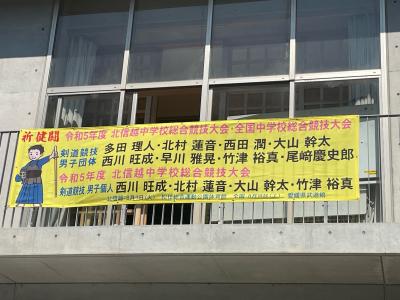 祈健闘
令和5年度 北信越中学校総合競技大会・全国中学校総合競技大会
剣道競技 男子団体
多田 理人・北村 蓮音・西田 潤・大山 幹太
西川 旺成・早川 雅晃・竹津 裕真・尾﨑慶史郎
令和5年度 北信越中学校総合競技大会
剣道競技 男子個人 西川 旺成・北村 蓮音・大山 幹太・竹津 裕真